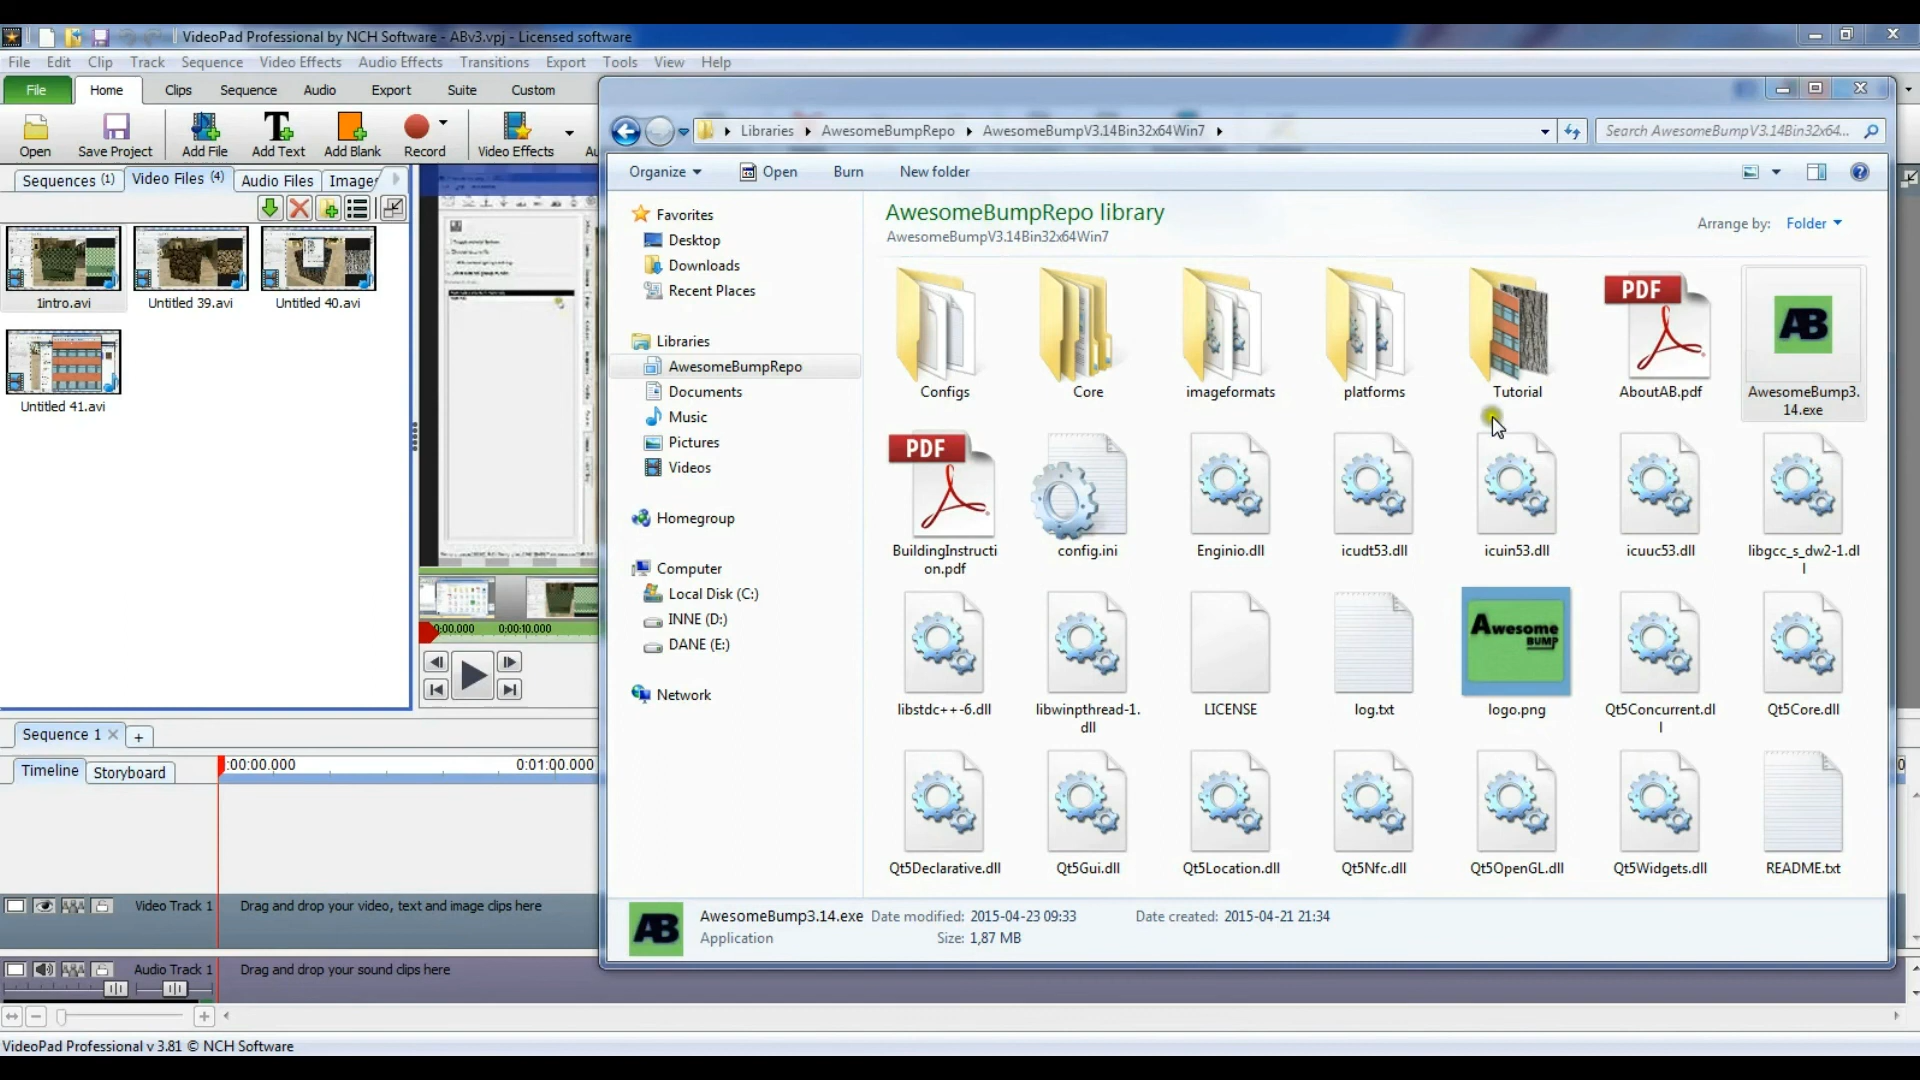 VideoPad Professional by NCH Software - ABv3.vpj - Licensed software
File Edit Clip Track Sequence Video Effects Audio Effects Transitions Export Tools View Help
File Home Clips Sequence Audio Export Suite Custom
Open Save Project Add File Add Text Add Blank Record Video Effects
Sequences (1) Video Files (4) Audio Files Images
1intro.avi Untitled 39.avi Untitled 40.avi
Untitled 41.avi
0:00.000 0:00:10.000
Sequence 1
Timeline Storyboard
:00:00.000 0:01:00.000
Video Track 1 Drag and drop your video, text and image clips here
Audio Track 1 Drag and drop your sound clips here
VideoPad Professional v 3.81 © NCH Software
Libraries AwesomeBumpRepo AwesomeBumpV3.14Bin32x64Win7
Search AwesomeBumpV3.14Bin32x64...
Organize Open Burn New folder
Favorites
Desktop
Downloads
Recent Places
Libraries
AwesomeBumpRepo
Documents
Music
Pictures
Videos
Homegroup
Computer
Local Disk (C:)
INNE (D:)
DANE (E:)
Network
AwesomeBumpRepo library
AwesomeBumpV3.14Bin32x64Win7
Arrange by: Folder
PDF AB
Configs Core imageformats platforms Tutorial AboutAB.pdf AwesomeBump3.
14.exe
PDF
BuildingInstructi config.ini Enginio.dll icudt53.dll icuin53.dll icuuc53.dll libgcc_s_dw2-1.dl
on.pdf l
Awesome
BUMP
libstdc++-6.dll libwinpthread-1. LICENSE log.txt logo.png Qt5Concurrent.dl Qt5Core.dll
dll l
Qt5Declarative.dll Qt5Gui.dll Qt5Location.dll Qt5Nfc.dll Qt5OpenGL.dll Qt5Widgets.dll README.txt
AB
AwesomeBump3.14.exe Date modified: 2015-04-23 09:33 Date created: 2015-04-21 21:34
Application Size: 1,87 MB